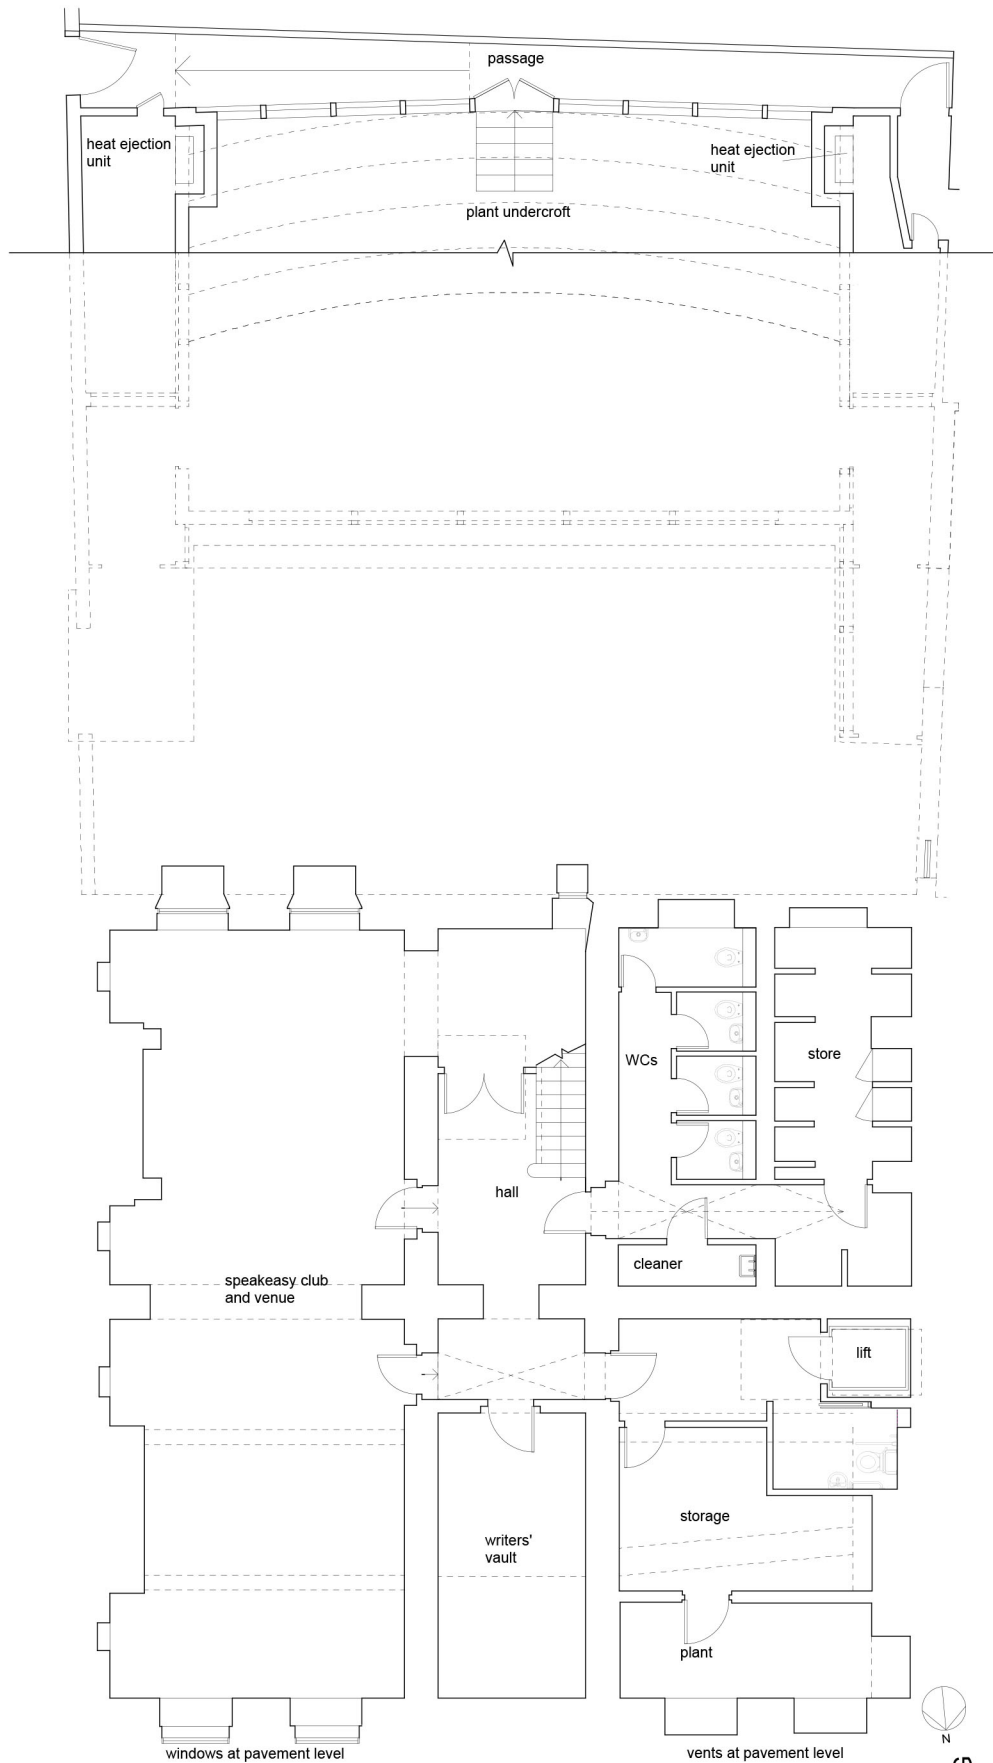 passage
heat ejection
unit
heat ejection
unit
plant undercroft
WCs
store
hall
cleaner
speakeasy club
and venue
lift
storage
writers'
vault
plant
N
windows at pavement level
vents at pavement level